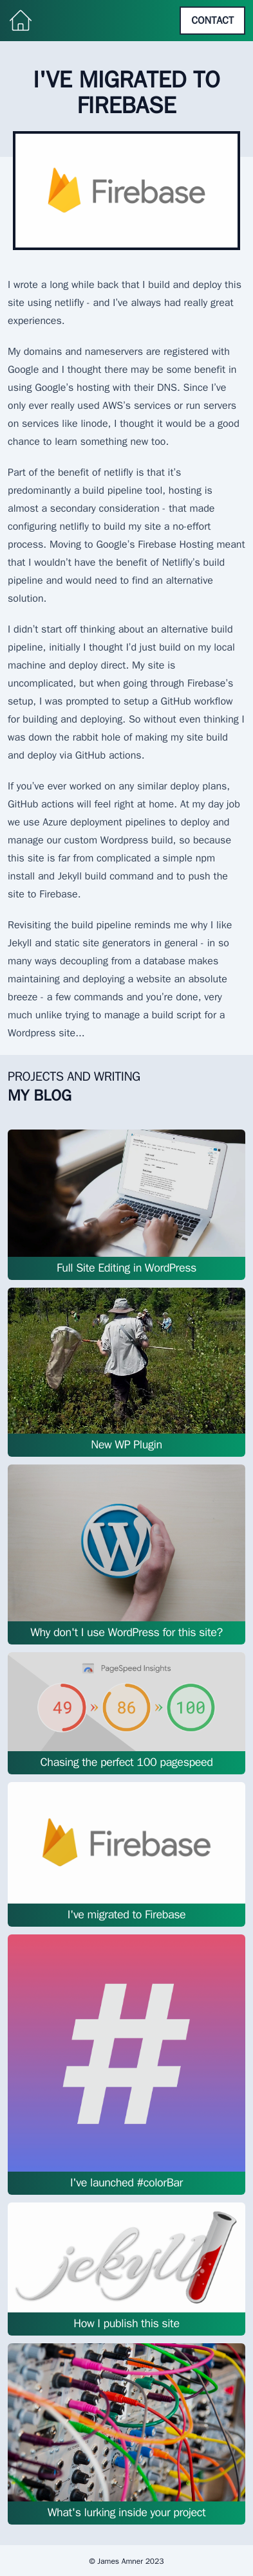 CONTACT
I'VE MIGRATED TO
FIREBASE
Firebase
I wrote a long while back that I build and deploy this
site using netlifly - and I've always had really great
experiences.
My domains and nameservers are registered with
Google and I thought there may be some benefit in
using Google's hosting with their DNS. Since I've
only ever really used AWS's services or run servers
on services like linode, I thought it would be a good
chance to learn something new too.
Part of the benefit of netlifly is that it's
predominantly a build pipeline tool, hosting is
almost a secondary consideration - that made
configuring netlifly to build my site a no-effort
process. Moving to Google's Firebase Hosting meant
that I wouldn't have the benefit of Netlifly's build
pipeline and would need to find an alternative
solution.
I didn't start off thinking about an alternative build
pipeline, initially I thought I'd just build on my local
machine and deploy direct. My site is
uncomplicated, but when going through Firebase's
setup, I was prompted to setup a GitHub workflow
for building and deploying. So without even thinking I
was down the rabbit hole of making my site build
and deploy via GitHub actions.
If you've ever worked on any similar deploy plans,
GitHub actions will feel right at home. At my day job
we use Azure deployment pipelines to deploy and
manage our custom Wordpress build, so because
this site is far from complicated a simple npm
install and Jekyll build command and to push the
site to Firebase.
Revisiting the build pipeline reminds me why I like
Jekyll and static site generators in general - in so
many ways decoupling from a database makes
maintaining and deploying a website an absolute
breeze - a few commands and you're done, very
much unlike trying to manage a build script for a
Wordpress site...
PROJECTS AND WRITING
MY BLOG
Full Site Editing in WordPress
New WP Plugin
Why don't I use WordPress for this site?
PageSpeed Insights
49 » 86 » 100
Chasing the perfect 100 pagespeed
Firebase
I've migrated to Firebase
#
I've launched #colorBar
jekyll
How I publish this site
What's lurking inside your project
© James Amner 2023